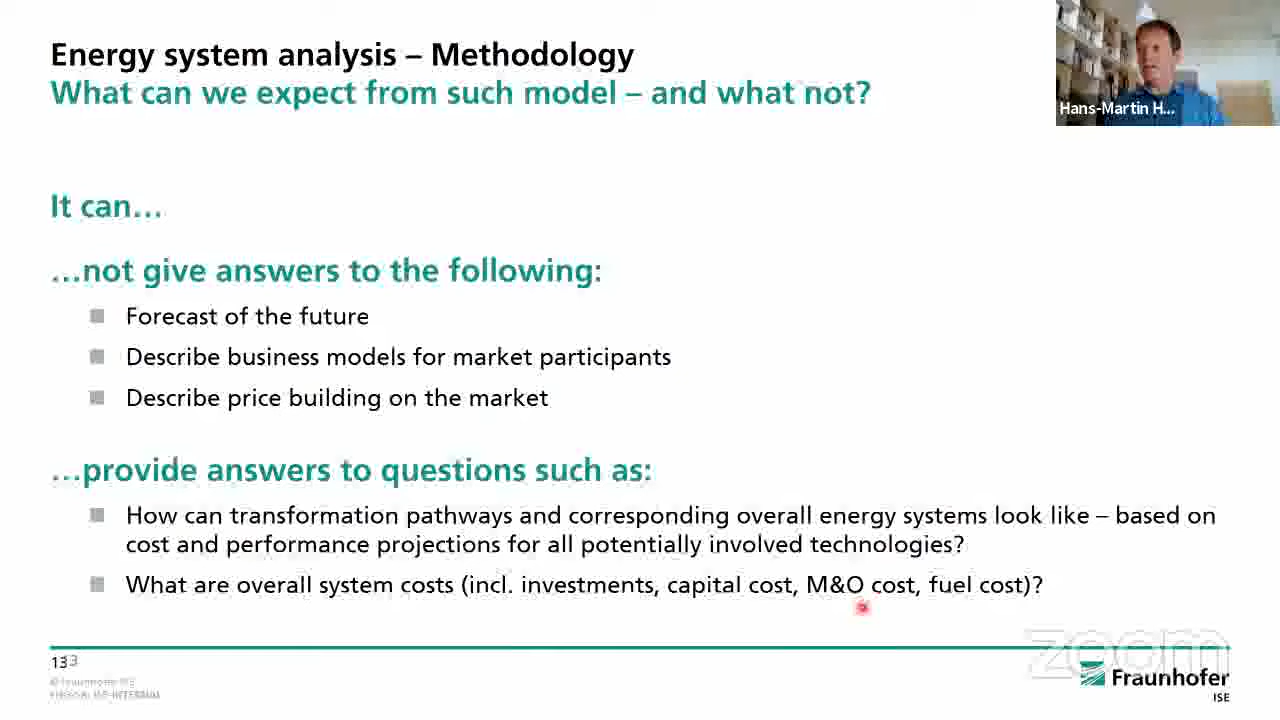 Energy system analysis – Methodology
What can we expect from such model – and what not?
Hans-Martin H...
It can…
…not give answers to the following:
Forecast of the future
Describe business models for market participants
Describe price building on the market
…provide answers to questions such as:
How can transformation pathways and corresponding overall energy systems look like – based on
cost and performance projections for all potentially involved technologies?
What are overall system costs (incl. investments, capital cost, M&O cost, fuel cost)?
zoom
13
© Fraunhofer ISE
Fraunhofer
ISE